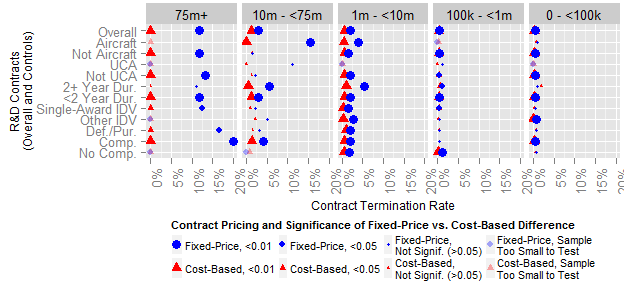 75m+ 10m - <75m 1m - <10m 100k - <1m 0 - <100k
R&D Contracts
(Overall and Controls)
Overall
Aircraft
Not Aircraft
UCA
Not UCA
2+ Year Dur.
<2 Year Dur.
Single-Award IDV
Other IDV
Def./Pur.
Comp.
No Comp.
0% 5% 10% 15% 20% 0% 5% 10% 15% 20% 0% 5% 10% 15% 20% 0% 5% 10% 15% 20% 0% 5% 10% 15% 20%
Contract Termination Rate
Contract Pricing and Significance of Fixed-Price vs. Cost-Based Difference
Fixed-Price, <0.01 Fixed-Price, <0.05 Fixed-Price, Not Signif. (>0.05) Fixed-Price, Sample Too Small to Test
Cost-Based, <0.01 Cost-Based, <0.05 Cost-Based, Not Signif. (>0.05) Cost-Based, Sample Too Small to Test